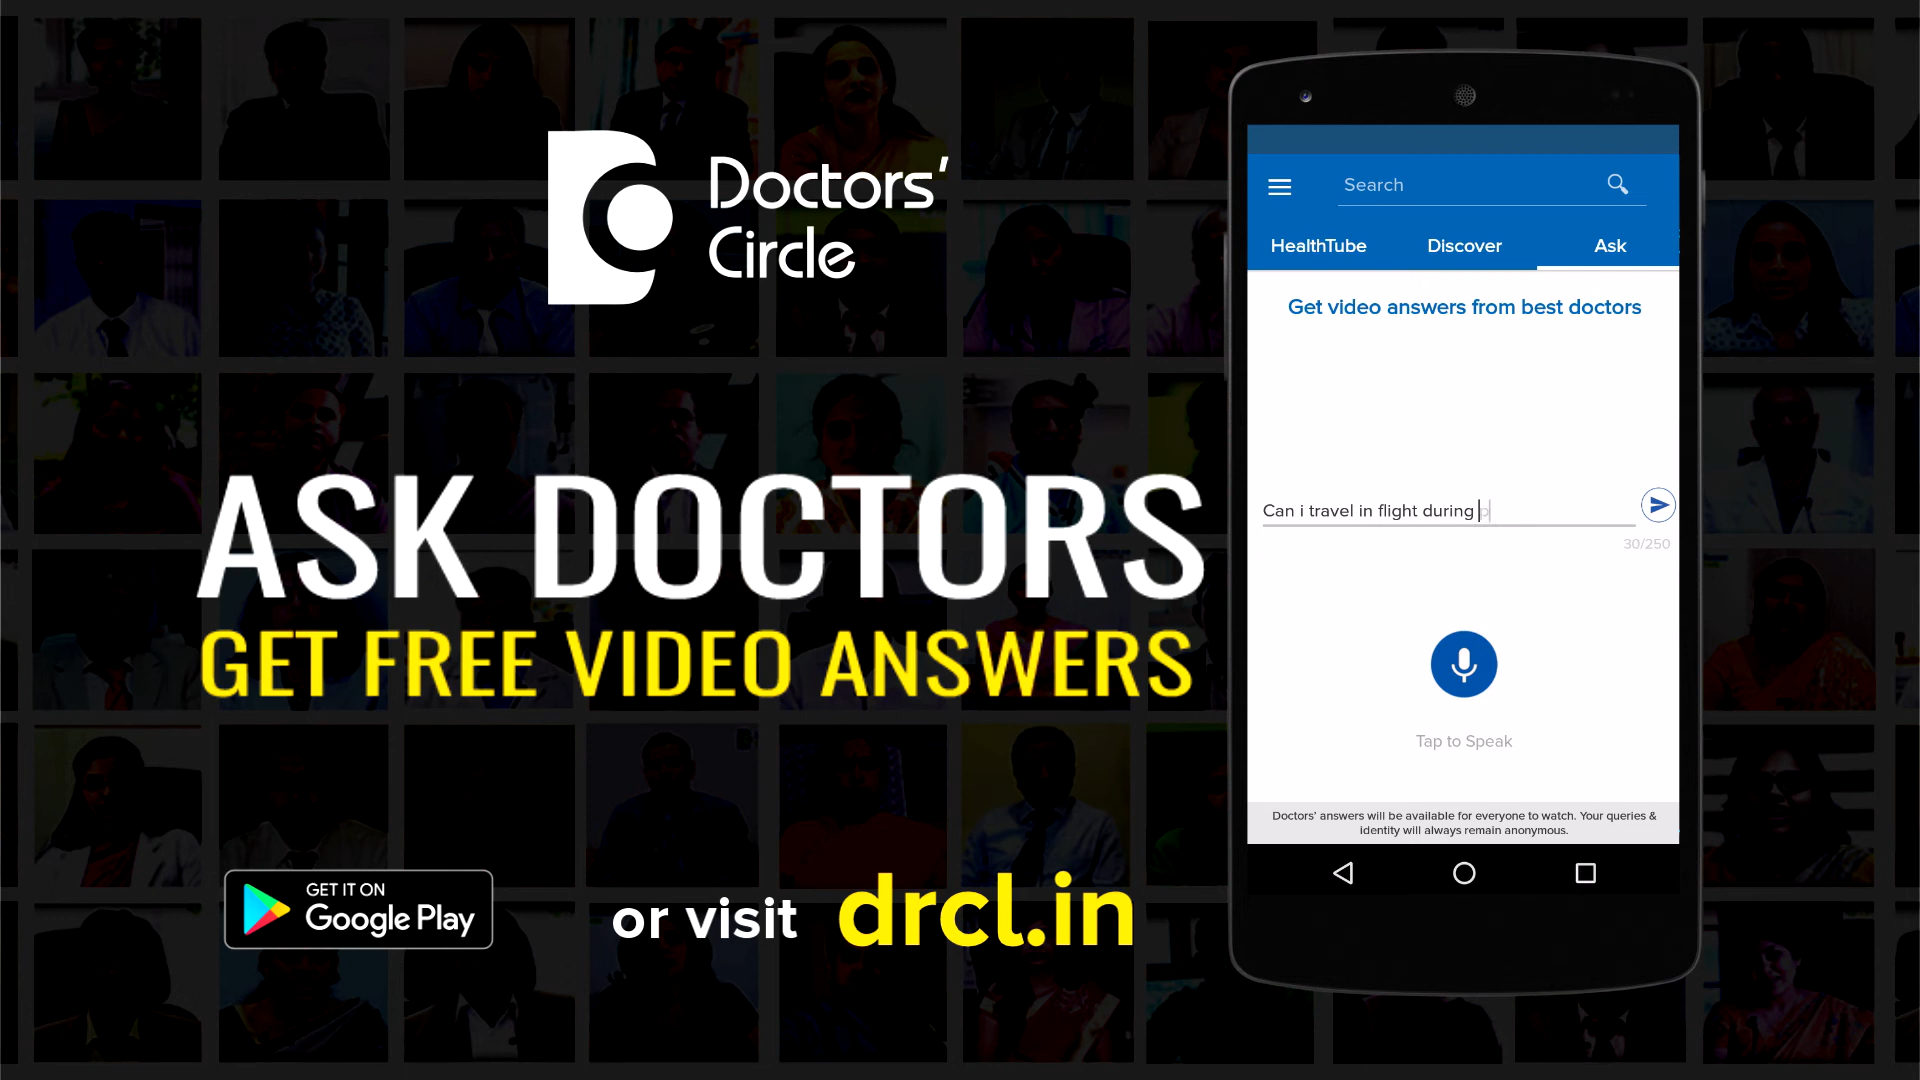 Doctors'
Circle
ASK DOCTORS
GET FREE VIDEO ANSWERS
GET IT ON
Google Play
or visit drcl.in
Search
HealthTube Discover Ask
Get video answers from best doctors
Can i travel in flight during p
30/250
Tap to Speak
Doctors' answers will be available for everyone to watch. Your queries &
identity will always remain anonymous.